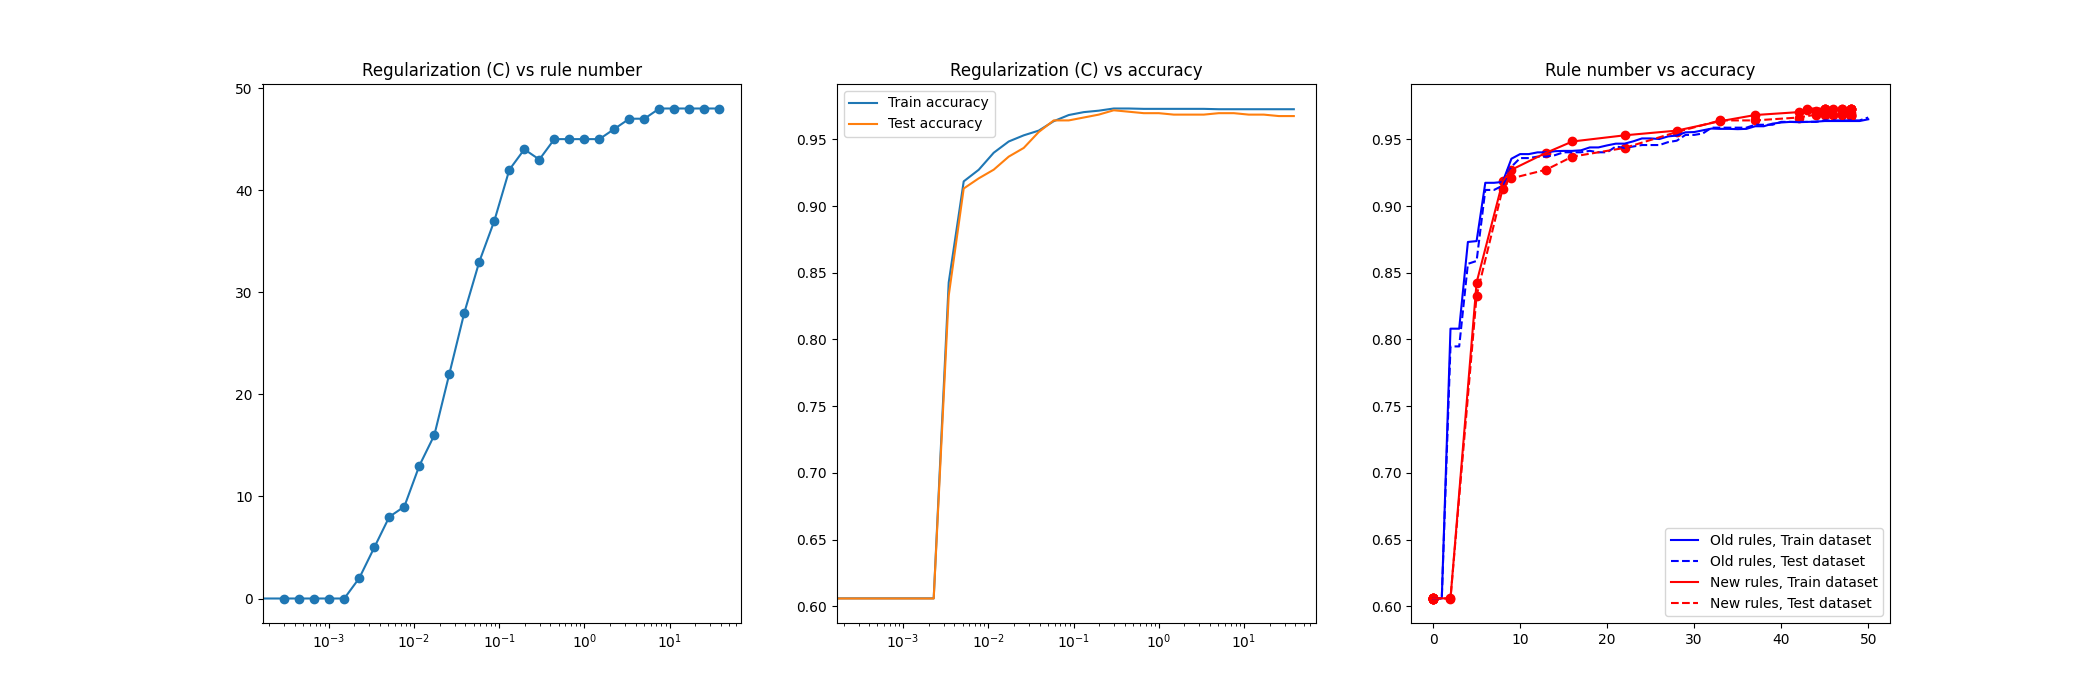 Regularization (C) vs rule number
50
40
30
20
10
0
10⁻³ 10⁻² 10⁻¹ 10⁰ 10¹
Regularization (C) vs accuracy
Train accuracy
Test accuracy
0.95
0.90
0.85
0.80
0.75
0.70
0.65
0.60
10⁻³ 10⁻² 10⁻¹ 10⁰ 10¹
Rule number vs accuracy
0.95
0.90
0.85
0.80
0.75
0.70
0.65
0.60
Old rules, Train dataset
Old rules, Test dataset
New rules, Train dataset
New rules, Test dataset
0 10 20 30 40 50